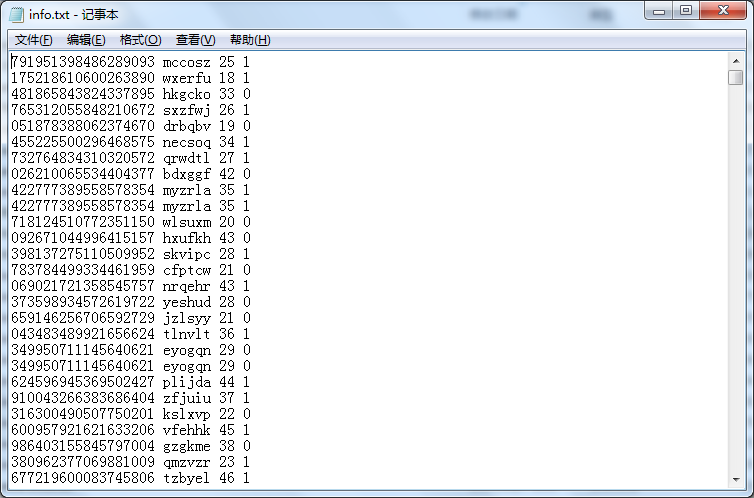 info.txt - 记事本
文件(F) 编辑(E) 格式(O) 查看(V) 帮助(H)
791951398486289093 mccosz 25 1
175218610600263890 wxerfu 18 1
481865843824337895 hkgcko 33 0
765312055848210672 sxzfwj 26 1
051878388062374670 drbqbv 19 0
455225500296468575 necsoq 34 1
732764834310320572 qrwdtl 27 1
026210065534404377 bdxggf 42 0
422777389558578354 myzrla 35 1
422777389558578354 myzrla 35 1
718124510772351150 wlsuxm 20 0
092671044996415157 hxufkh 43 0
398137275110509952 skvipc 28 1
783784499334461959 cfptcw 21 0
069021721358545757 nrqehr 43 1
373598934572619722 yeshud 28 0
659146256706592729 jzlsyy 21 0
043483489921656624 tlnvlt 36 1
349950711145640621 eyogqn 29 0
349950711145640621 eyogqn 29 0
624596945369502427 plijda 44 1
910043266383686404 zfjuiu 37 1
316300490507750201 kslxvp 22 0
600957921621633206 vfehhk 45 1
986403155845797004 gzgkme 38 0
380962377069881009 qmzvzr 23 1
677219600083745806 tzbyel 46 1